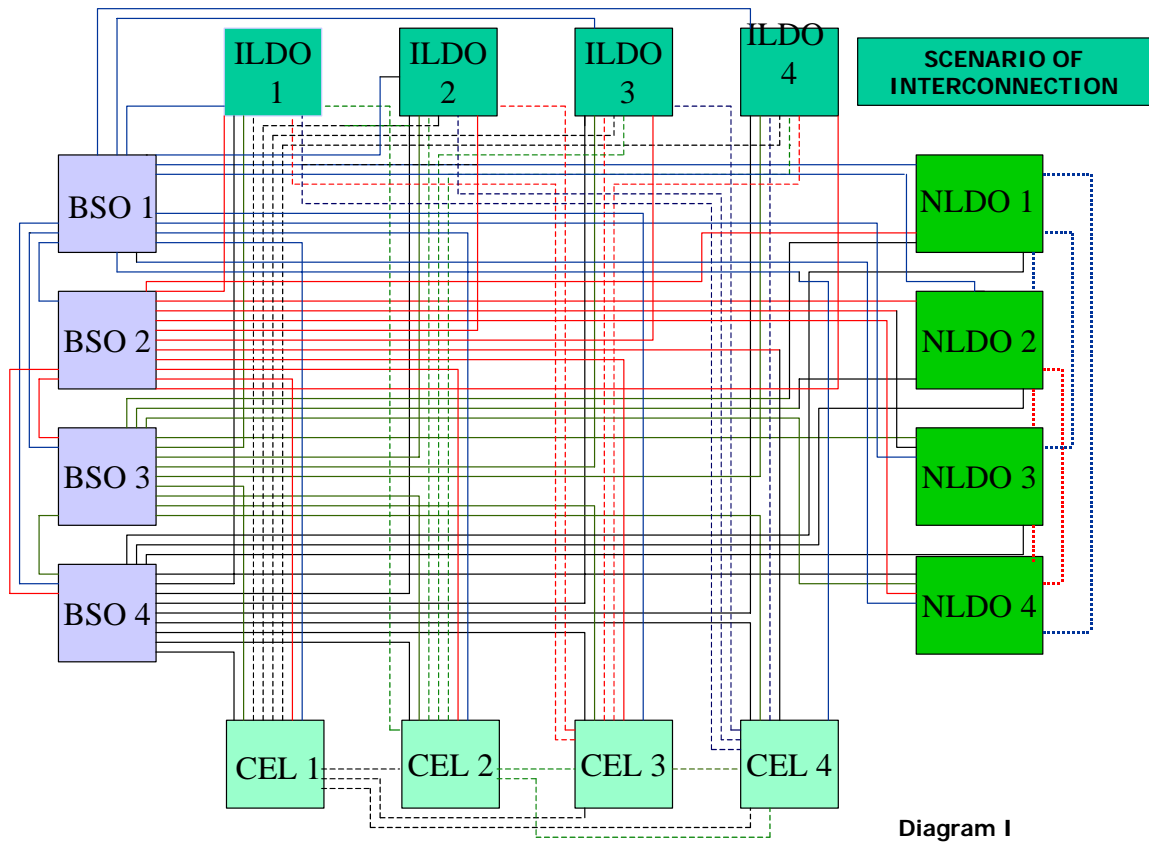 ILDO
1
ILDO
2
ILDO
3
ILDO
4
SCENARIO OF
INTERCONNECTION
BSO 1
NLDO 1
BSO 2
NLDO 2
BSO 3
NLDO 3
BSO 4
NLDO 4
CEL 1
CEL 2
CEL 3
CEL 4
Diagram I